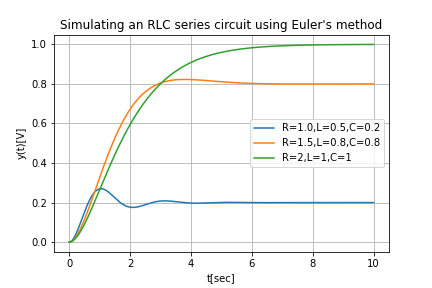 Simulating an RLC series circuit using Euler's method
1.0
0.8
0.6
0.4
0.2
0.0
y(t)[V]
R=1.0,L=0.5,C=0.2
R=1.5,L=0.8,C=0.8
R=2,L=1,C=1
0
2
4
6
8
10
t[sec]